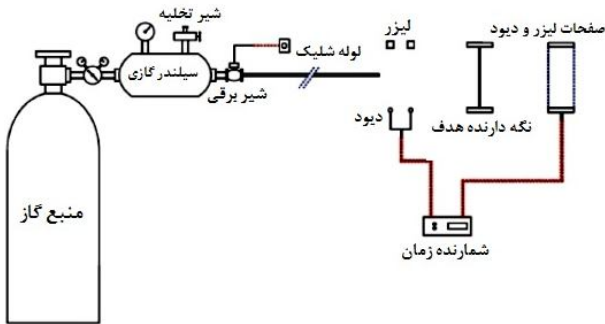 شیر تخلیه
سیلندر گازی
شیر برقی
لوله شلیک
لیزر
دیود
نگه دارنده هدف
صفحات لیزر و دیود
منبع گاز
شمارنده زمان